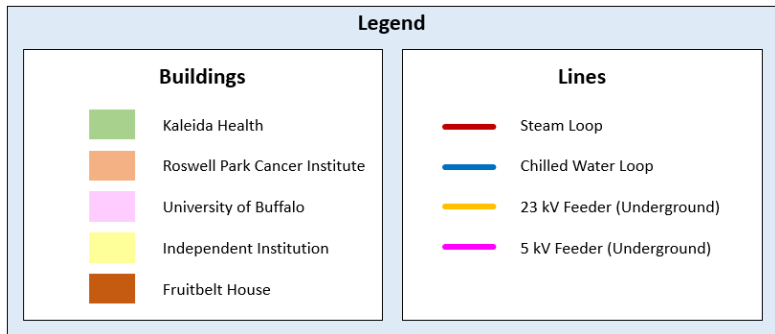 Legend
Buildings
Kaleida Health
Roswell Park Cancer Institute
University of Buffalo
Independent Institution
Fruitbelt House
Lines
Steam Loop
Chilled Water Loop
23 kV Feeder (Underground)
5 kV Feeder (Underground)